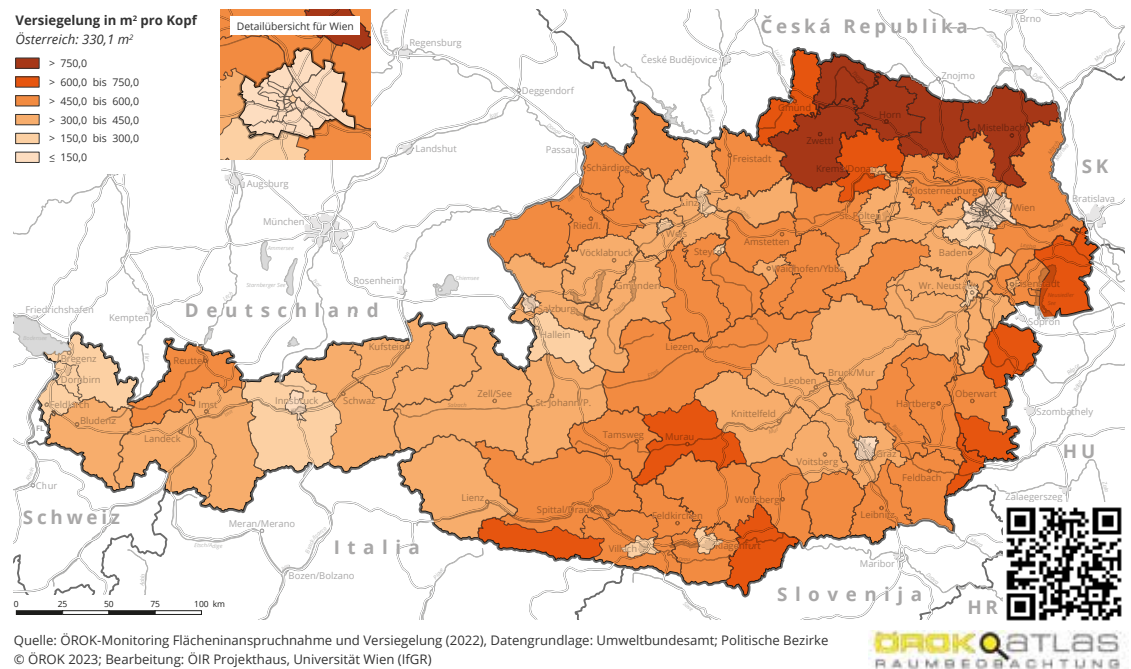 Versiegelung in m² pro Kopf
Österreich: 330,1 m²
> 750,0
> 600,0 bis 750,0
> 450,0 bis 600,0
> 300,0 bis 450,0
> 150,0 bis 300,0
≤ 150,0
Detailübersicht für Wien
Česká Republika
Brno
Regensburg
České Budějovice
Znojmo
Deggendorf
Gmünd
Horn
Mistelbach
Zwettl
Landshut
Passau
Freistadt
Schärding
Krems/Donau
SK
Augsburg
Klosterneuburg
Bratislava
Linz
Wien
München
Ried/I.
St. Pölten
Wels
Amstetten
Steyr
Baden
Vöcklabruck
Waidhofen/Ybbs
Rosenheim
Chiemsee
Starnberger See
Gmunden
Wr. Neustadt
Eisenstadt
Neusiedler See
Friedrichshafen
Kempten
Deutschland
Salzburg
Sopron
Hallein
Bregenz
Reutte
Kufstein
Liezen
Dornbirn
Bruck/Mur
Leoben
Zell/See
St. Johann/P.
Oberwart
Feldkirch
Imst
Innsbruck
Schwaz
Hartberg
Szombathely
Bludenz
Knittelfeld
FL
Landeck
Tamsweg
Murau
Graz
HU
Voitsberg
Feldbach
Chur
Lienz
Wolfsberg
Zalaegerszeg
Schweiz
Spittal/Drau
Feldkirchen
Leibnitz
Meran/Merano
Italia
Villach
Klagenfurt
Maribor
Bozen/Bolzano
Slovenija
HR
0 25 50 75 100 km
Quelle: ÖROK-Monitoring Flächeninanspruchnahme und Versiegelung (2022), Datengrundlage: Umweltbundesamt; Politische Bezirke
© ÖROK 2023; Bearbeitung: ÖIR Projekthaus, Universität Wien (IfGR)
ÖROK ATLAS
RAUMBEOBACHTUNG